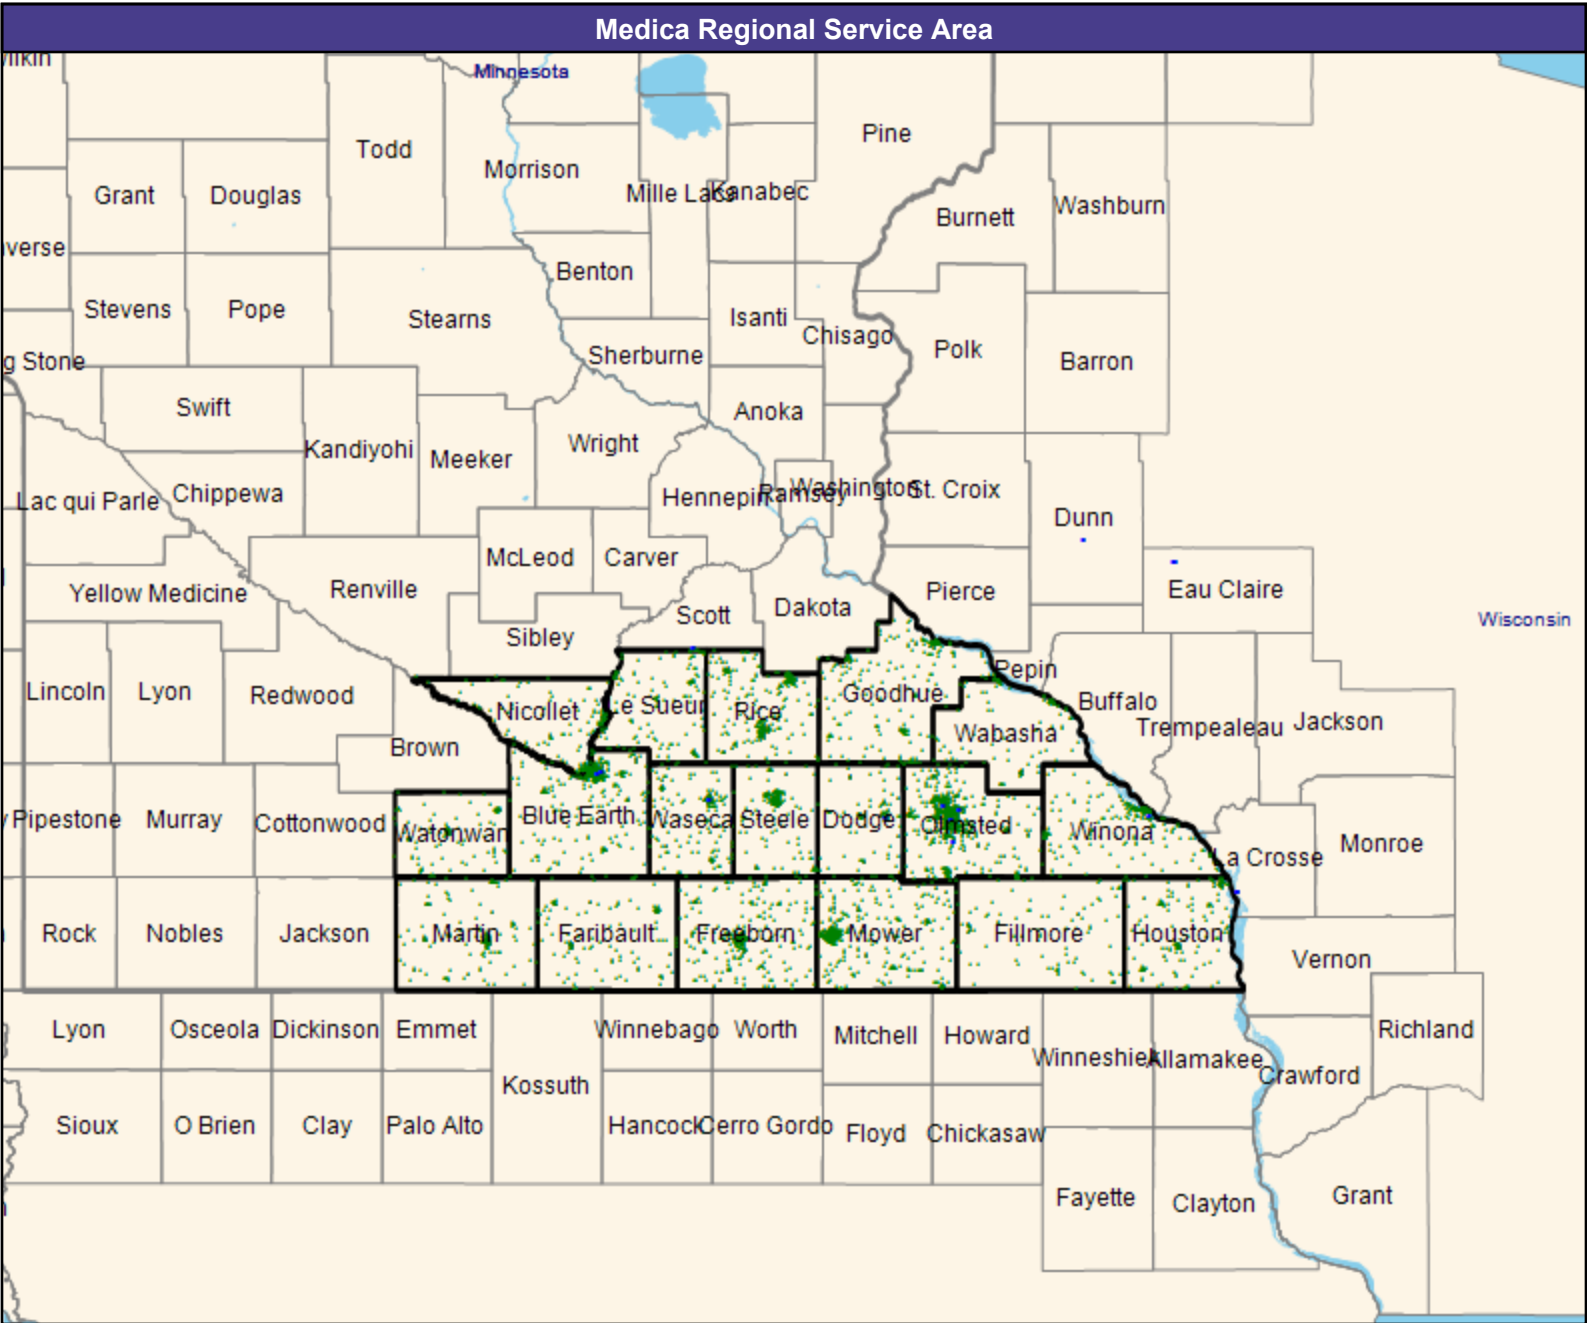 Medica Regional Service Area
Minnesota
Todd
Pine
Morrison
Grant
Douglas
Mille Lacs
Kanabec
Burnett
Washburn
Benton
Stevens
Pope
Stearns
Isanti
Chisago
Polk
Barron
Sherburne
g Stone
Swift
Anoka
Kandiyohi
Meeker
Wright
Lac qui Parle
Chippewa
Hennepin
Ramsey
Washington
St. Croix
Dunn
McLeod
Carver
Yellow Medicine
Renville
Scott
Dakota
Pierce
Eau Claire
Wisconsin
Sibley
Lincoln
Lyon
Redwood
Brown
Nicollet
Le Sueur
Rice
Goodhue
Pepin
Wabasha
Buffalo
Trempealeau
Jackson
Pipestone
Murray
Cottonwood
Watonwan
Blue Earth
Waseca
Steele
Dodge
Olmsted
Winona
La Crosse
Monroe
Rock
Nobles
Jackson
Martin
Faribault
Freeborn
Mower
Fillmore
Houston
Vernon
Lyon
Osceola
Dickinson
Emmet
Winnebago
Worth
Mitchell
Howard
Winneshiek
Allamakee
Crawford
Richland
Kossuth
Sioux
O Brien
Clay
Palo Alto
Hancock
Cerro Gordo
Floyd
Chickasaw
Fayette
Clayton
Grant